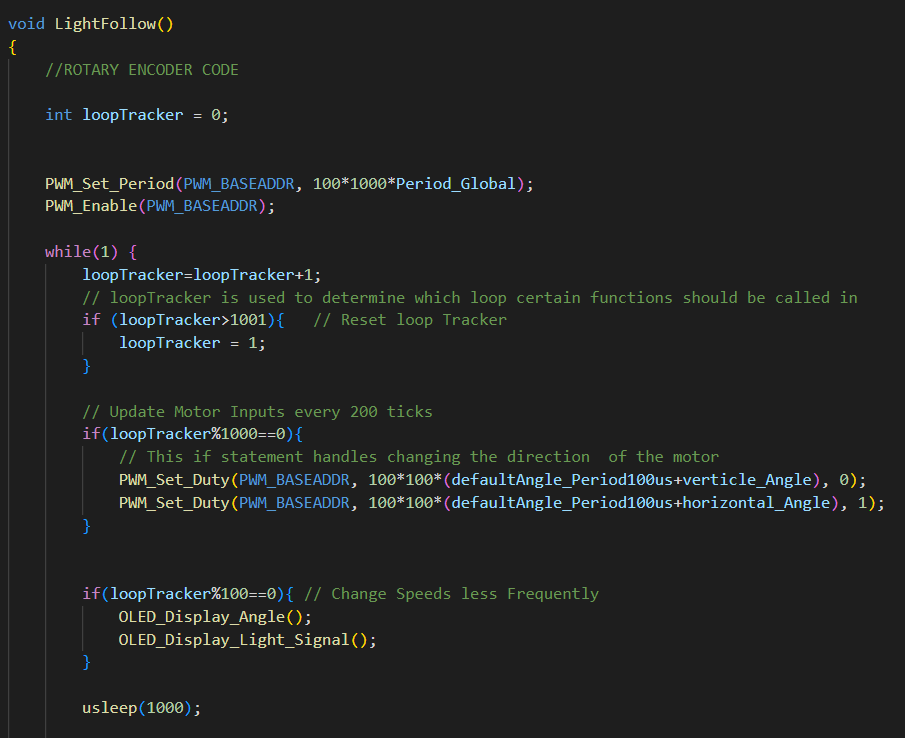 void LightFollow()
{
    //ROTARY ENCODER CODE
    int loopTracker = 0;
    PWM_Set_Period(PWM_BASEADDR, 100*1000*Period_Global);
    PWM_Enable(PWM_BASEADDR);
    while(1) {
        loopTracker=loopTracker+1;
        // loopTracker is used to determine which loop certain functions should be called in
        if (loopTracker>1001){   // Reset loop Tracker
            loopTracker = 1;
        }
        // Update Motor Inputs every 200 ticks
        if(loopTracker%1000==0){
            // This if statement handles changing the direction  of the motor
            PWM_Set_Duty(PWM_BASEADDR, 100*100*(defaultAngle_Period100us+verticle_Angle), 0);
            PWM_Set_Duty(PWM_BASEADDR, 100*100*(defaultAngle_Period100us+horizontal_Angle), 1);
        }
        if(loopTracker%100==0){ // Change Speeds less Frequently
            OLED_Display_Angle();
            OLED_Display_Light_Signal();
        }
        usleep(1000);